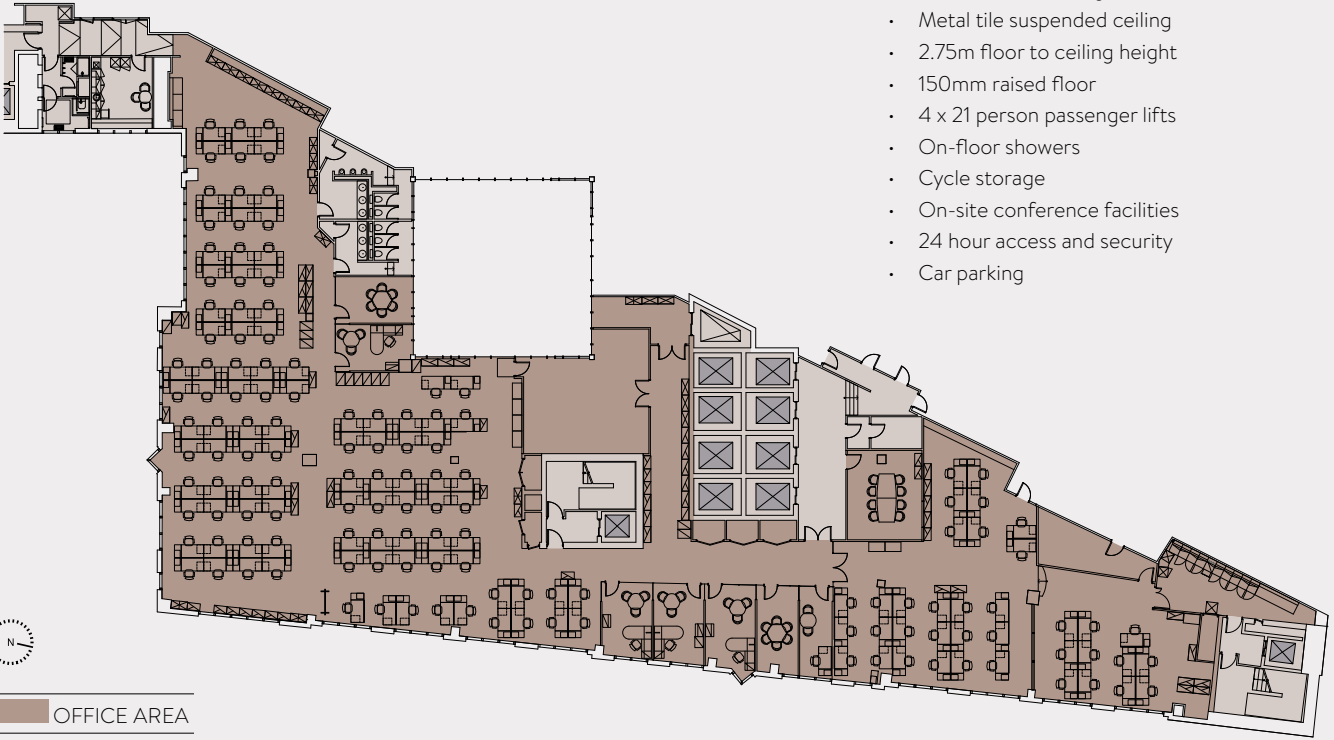 • Metal tile suspended ceiling
• 2.75m floor to ceiling height
• 150mm raised floor
• 4 x 21 person passenger lifts
• On-floor showers
• Cycle storage
• On-site conference facilities
• 24 hour access and security
• Car parking
N
OFFICE AREA